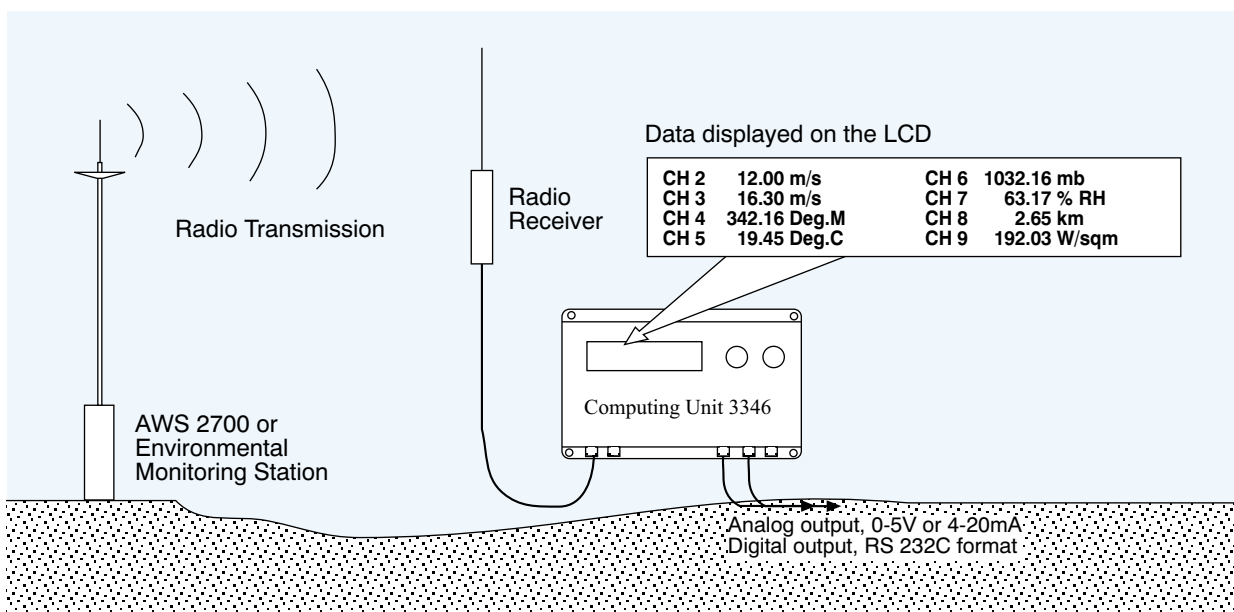 Data displayed on the LCD
CH 2 12.00 m/s CH 6 1032.16 mb
CH 3 16.30 m/s CH 7 63.17 % RH
CH 4 342.16 Deg.M CH 8 2.65 km
CH 5 19.45 Deg.C CH 9 192.03 W/sqm
Radio Transmission
Radio
Receiver
Computing Unit 3346
AWS 2700 or
Environmental
Monitoring Station
Analog output, 0-5V or 4-20mA
Digital output, RS 232C format